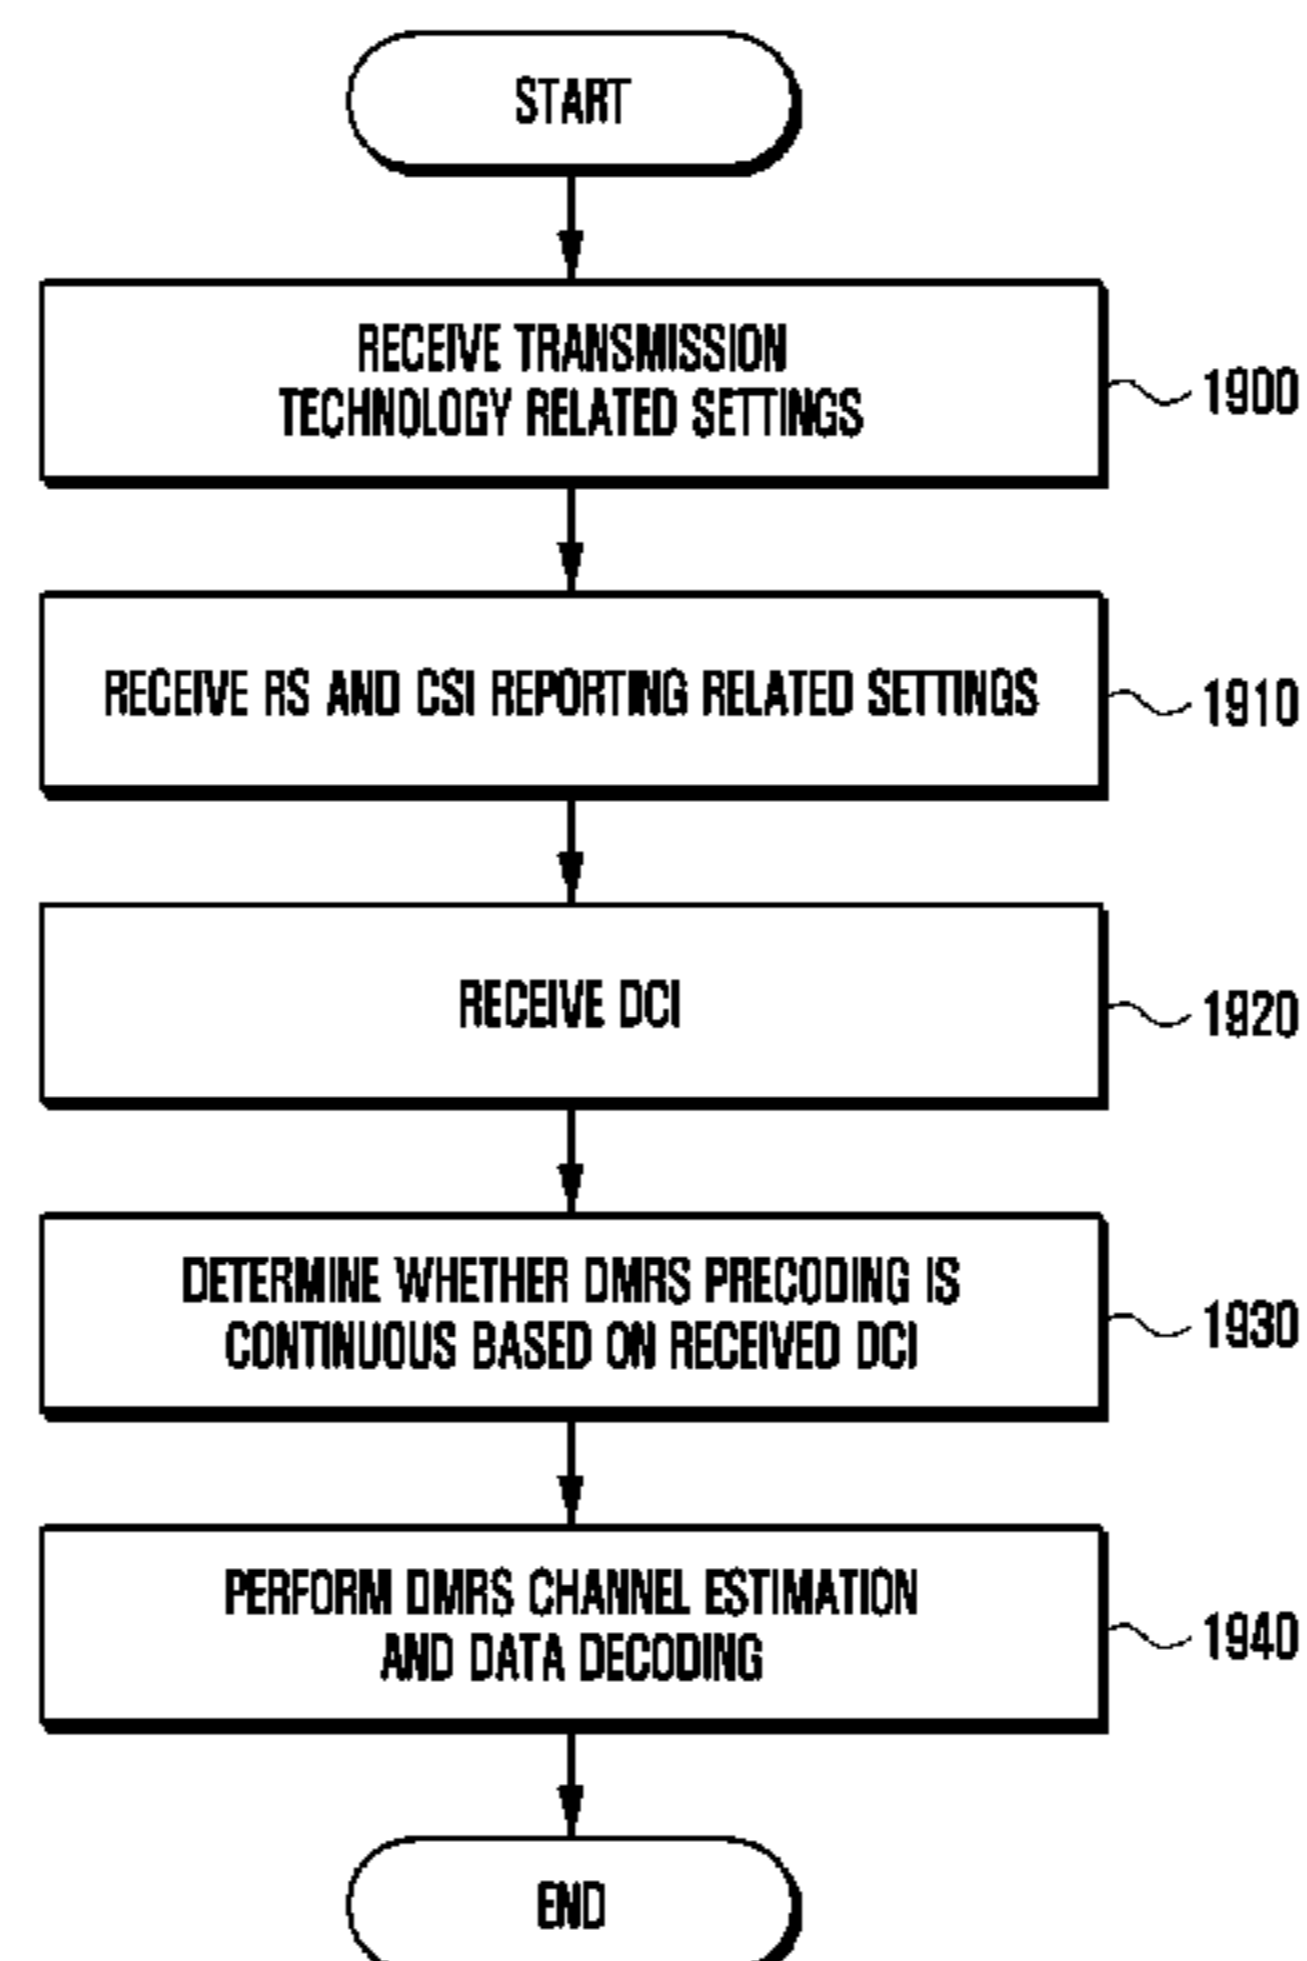 START
RECEIVE TRANSMISSION
TECHNOLOGY RELATED SETTINGS
1900
RECEIVE RS AND CSI REPORTING RELATED SETTINGS
1910
RECEIVE DCI
1920
DETERMINE WHETHER DMRS PRECODING IS
CONTINUOUS BASED ON RECEIVED DCI
1930
PERFORM DMRS CHANNEL ESTIMATION
AND DATA DECODING
1940
END